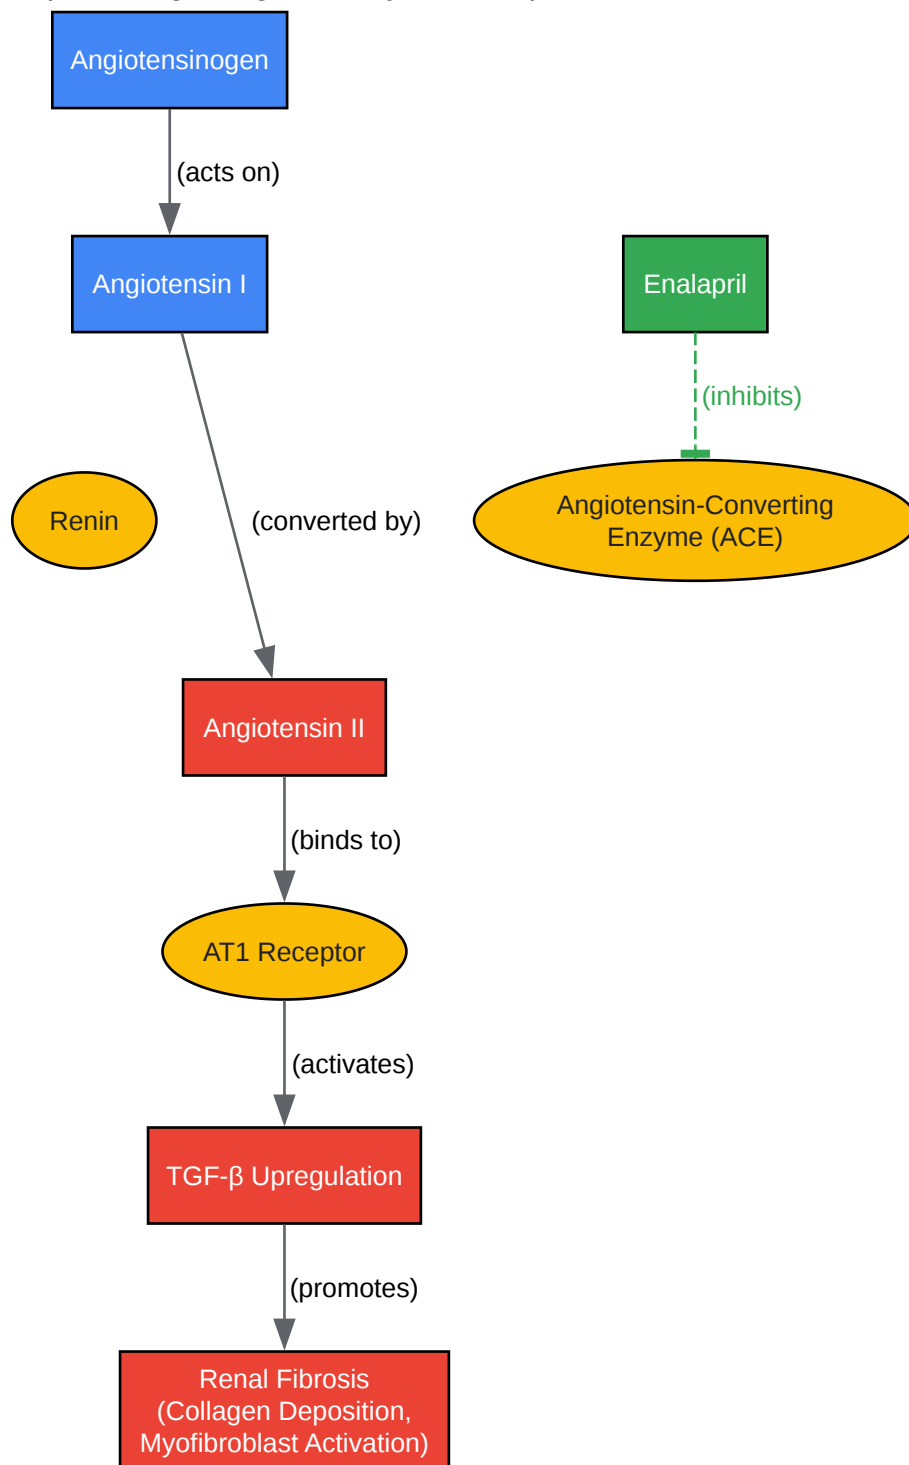 Angiotensinogen
(acts on)
Angiotensin I
Enalapril
(inhibits)
Renin
(converted by)
Angiotensin-Converting
Enzyme (ACE)
Angiotensin II
(binds to)
AT1 Receptor
(activates)
TGF-β Upregulation
(promotes)
Renal Fibrosis
(Collagen Deposition,
Myofibroblast Activation)